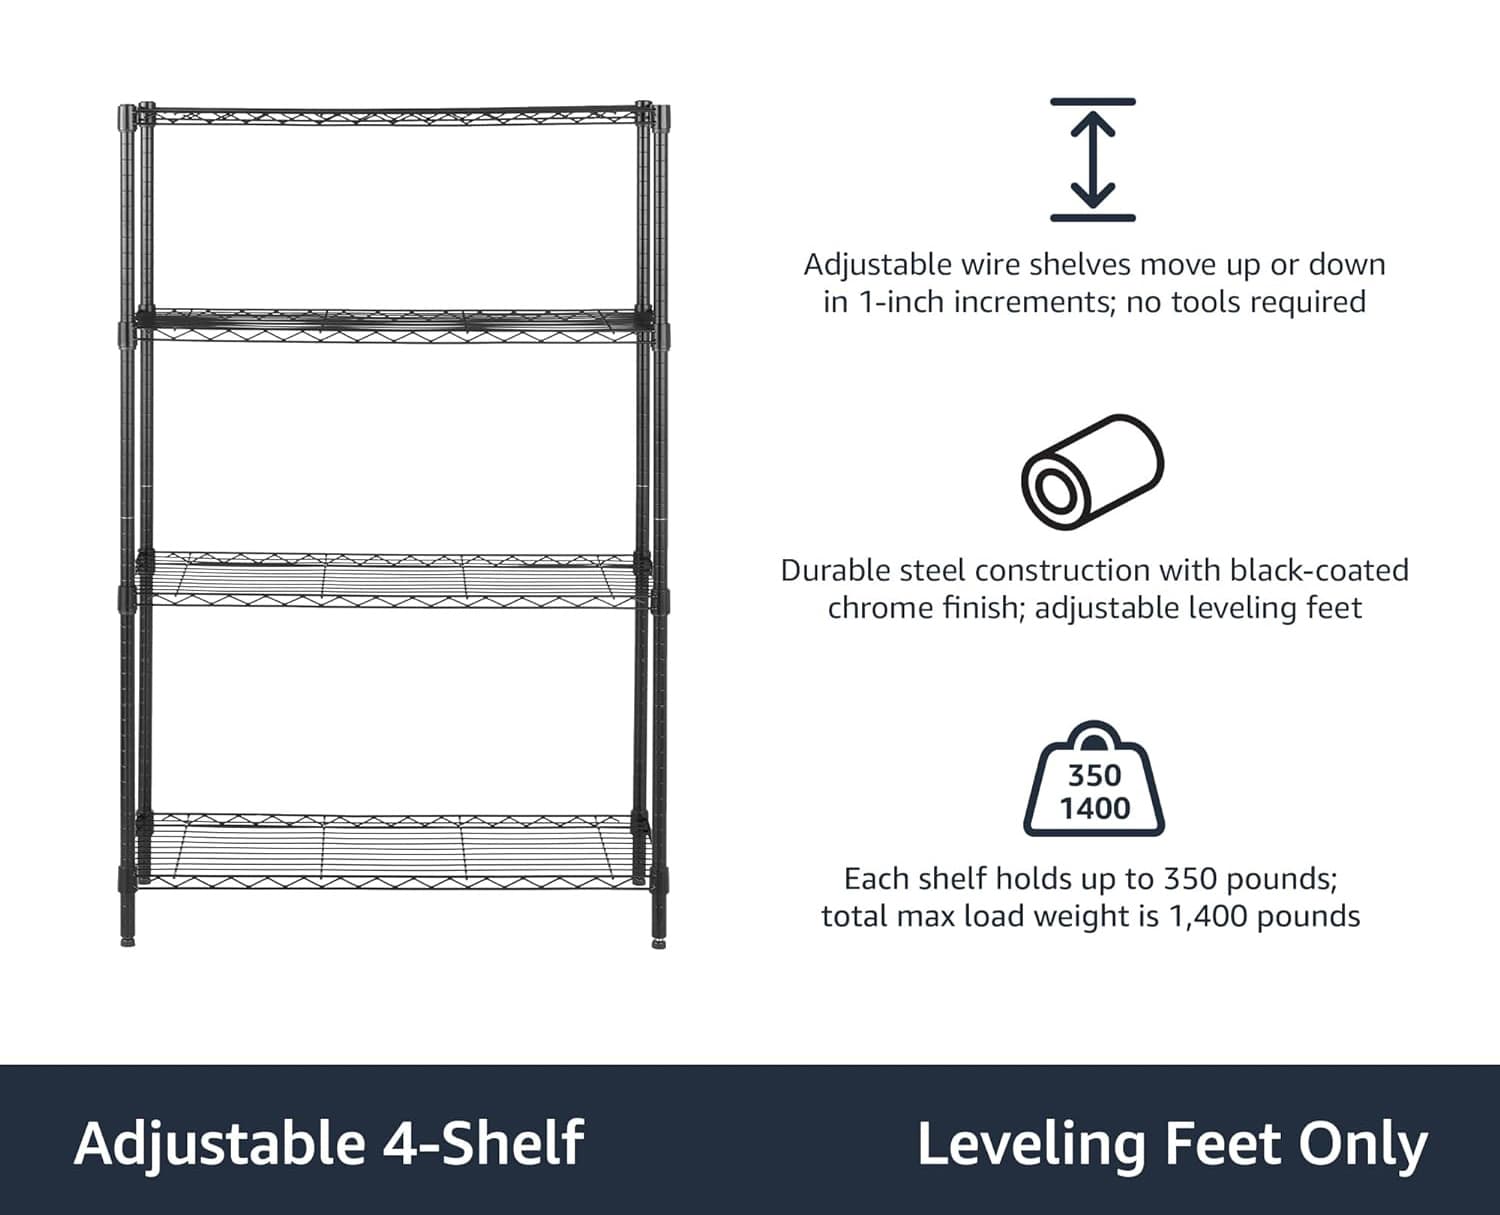 Adjustable wire shelves move up or down
in 1-inch increments; no tools required
Durable steel construction with black-coated
chrome finish; adjustable leveling feet
350
1400
Each shelf holds up to 350 pounds;
total max load weight is 1,400 pounds
Adjustable 4-Shelf
Leveling Feet Only